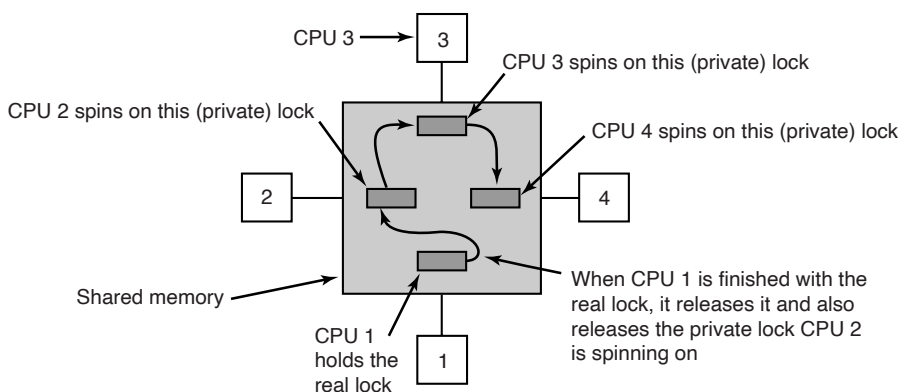 CPU 3
3
CPU 3 spins on this (private) lock
CPU 2 spins on this (private) lock
CPU 4 spins on this (private) lock
2
4
Shared memory
CPU 1
holds the
real lock
1
When CPU 1 is finished with the
real lock, it releases it and also
releases the private lock CPU 2
is spinning on